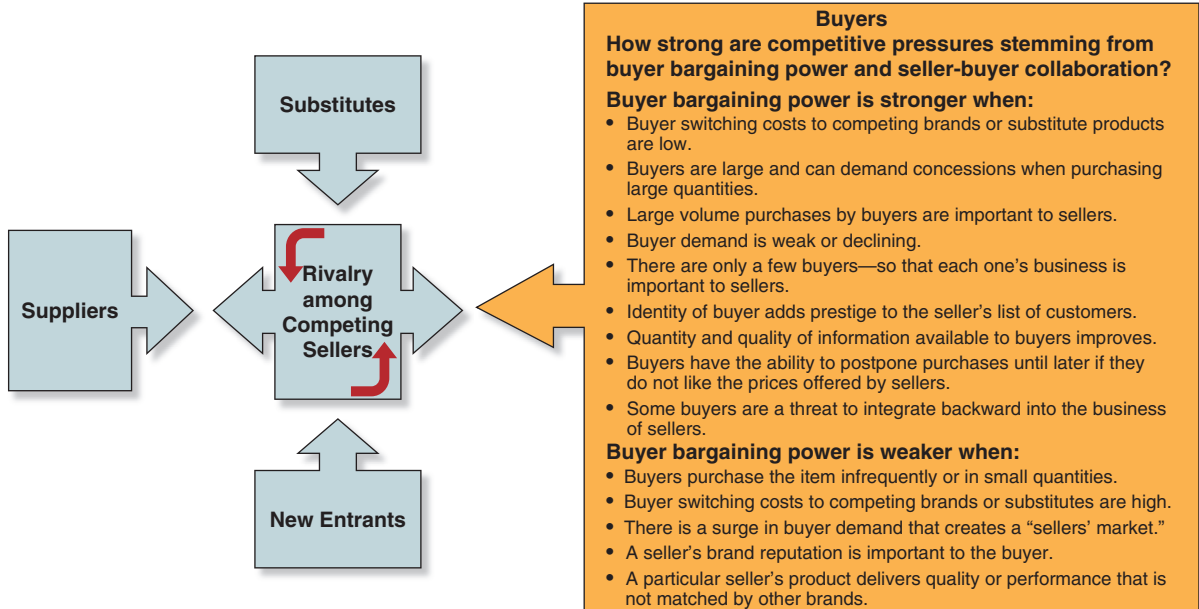 Substitutes
Suppliers
Rivalry
among
Competing
Sellers
New Entrants
Buyers
How strong are competitive pressures stemming from
buyer bargaining power and seller-buyer collaboration?
Buyer bargaining power is stronger when:
• Buyer switching costs to competing brands or substitute products
are low.
• Buyers are large and can demand concessions when purchasing
large quantities.
• Large volume purchases by buyers are important to sellers.
• Buyer demand is weak or declining.
• There are only a few buyers—so that each one's business is
important to sellers.
• Identity of buyer adds prestige to the seller's list of customers.
• Quantity and quality of information available to buyers improves.
• Buyers have the ability to postpone purchases until later if they
do not like the prices offered by sellers.
• Some buyers are a threat to integrate backward into the business
of sellers.
Buyer bargaining power is weaker when:
• Buyers purchase the item infrequently or in small quantities.
• Buyer switching costs to competing brands or substitutes are high.
• There is a surge in buyer demand that creates a “sellers' market.”
• A seller's brand reputation is important to the buyer.
• A particular seller's product delivers quality or performance that is
not matched by other brands.